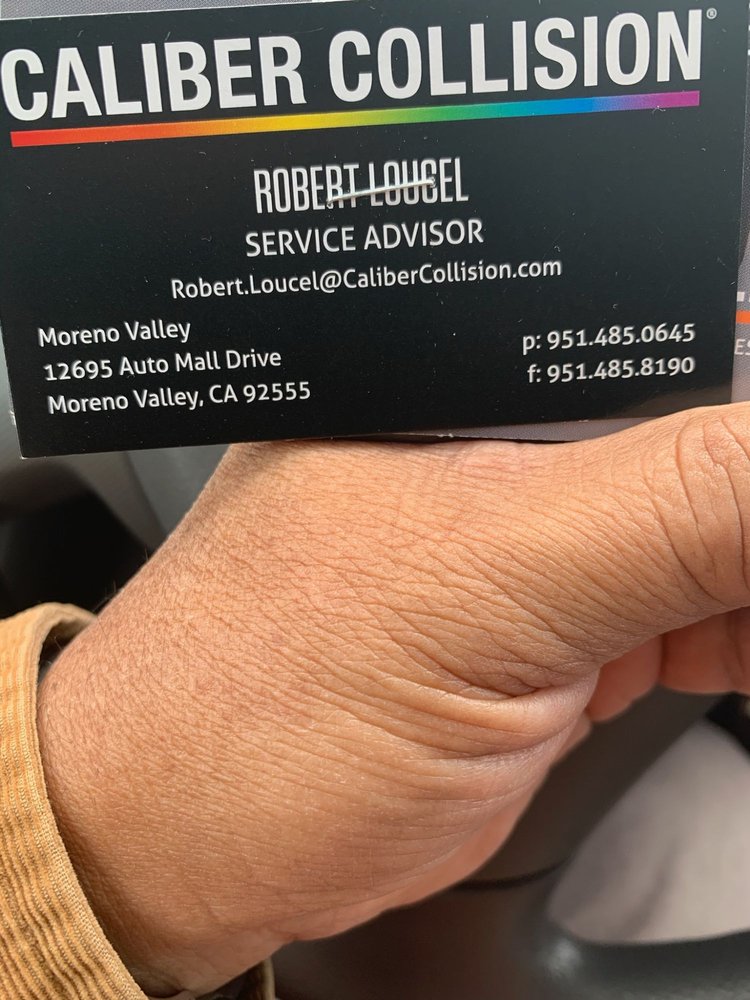 CALIBER COLLISION®
ROBERT LOUCEL
SERVICE ADVISOR
Robert.Loucel@CaliberCollision.com
Moreno Valley
12695 Auto Mall Drive
Moreno Valley, CA 92555
p: 951.485.0645
f: 951.485.8190